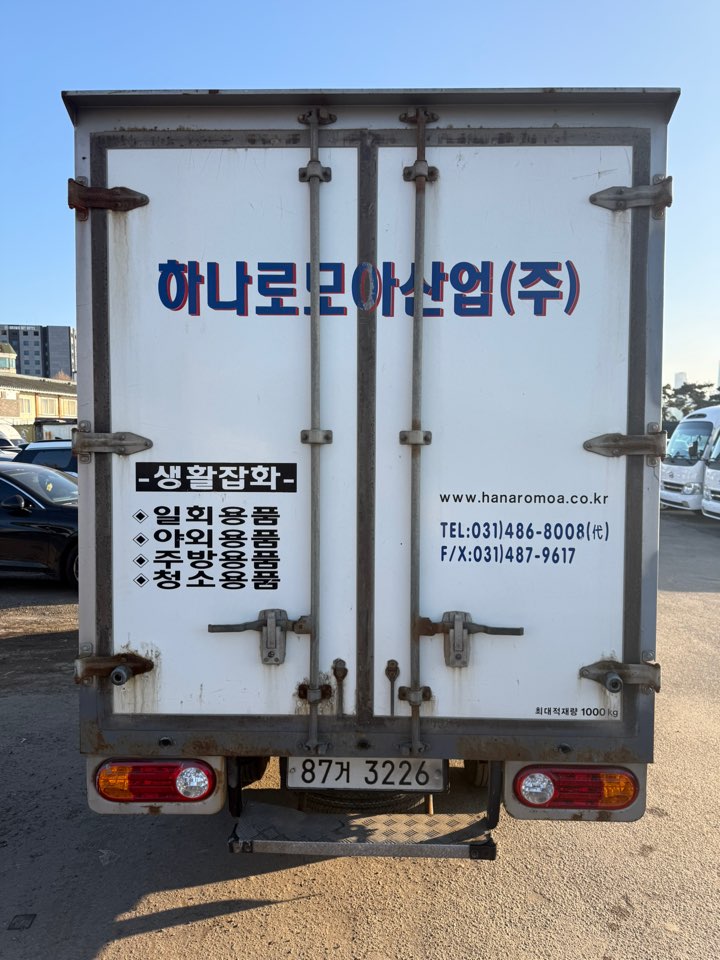 하나로모아산업(주)
-생활잡화-
◈일회용품
◈야외용품
◈주방용품
◈청소용품
www.hanaromoa.co.kr
TEL:031)486-8008(代)
F/X:031)487-9617
최대적재량 1000kg
87거 3226